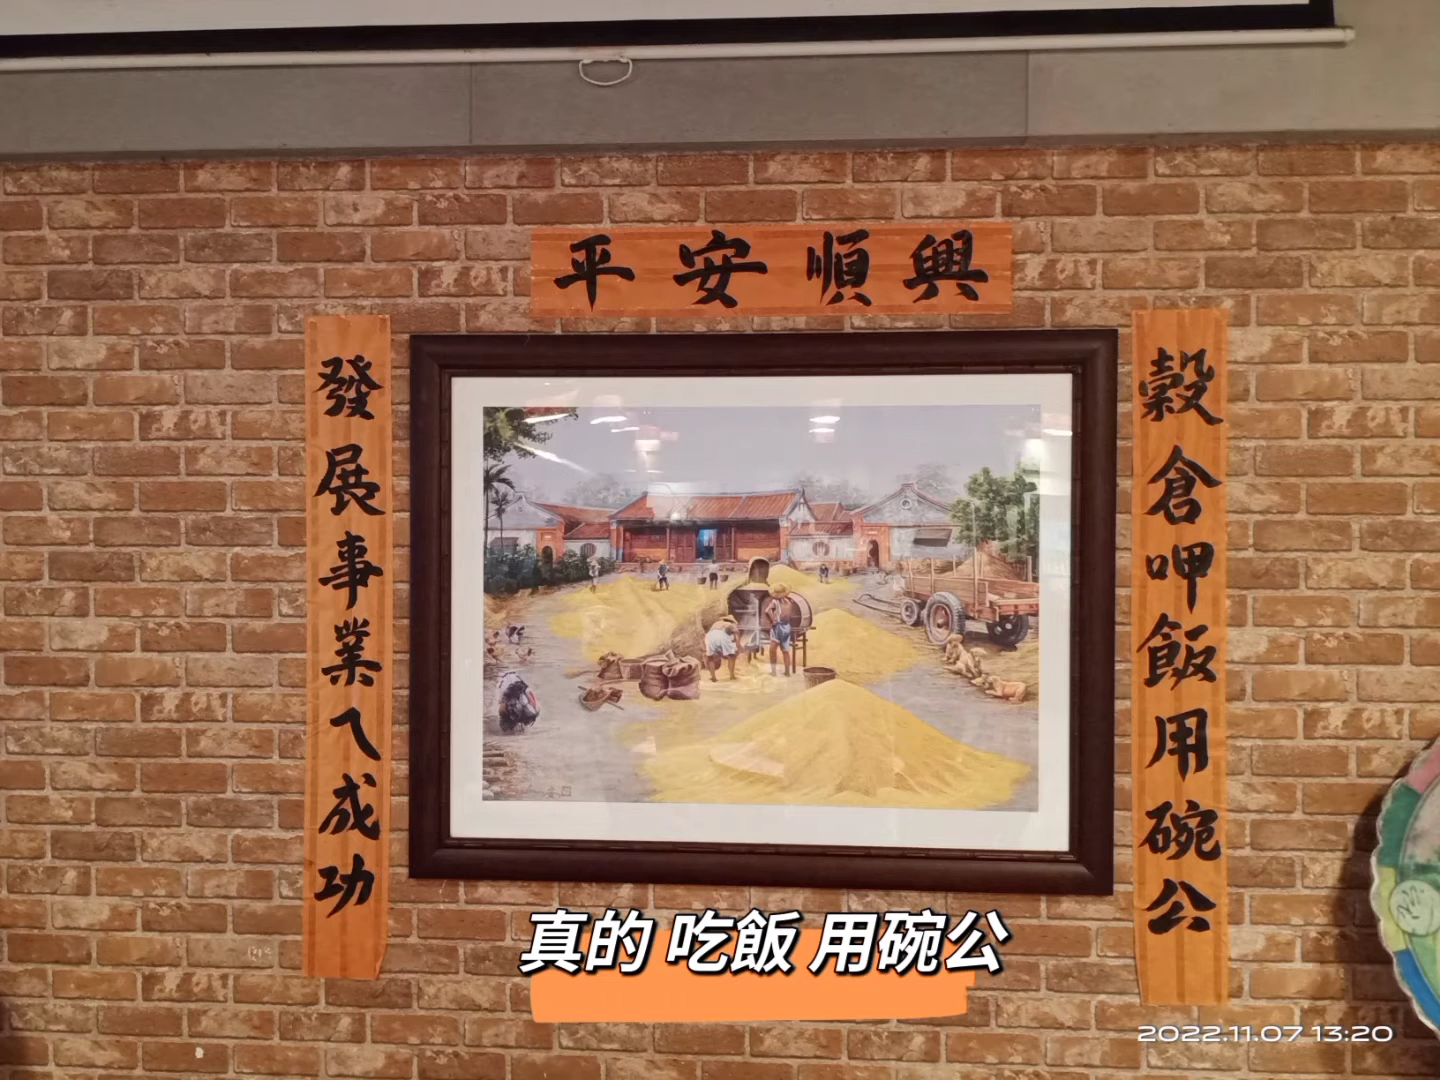 平安順興
穀倉呷飯用碗公
發展事業ㄟ成功
真的 吃飯 用碗公
2022.11.07 13:20